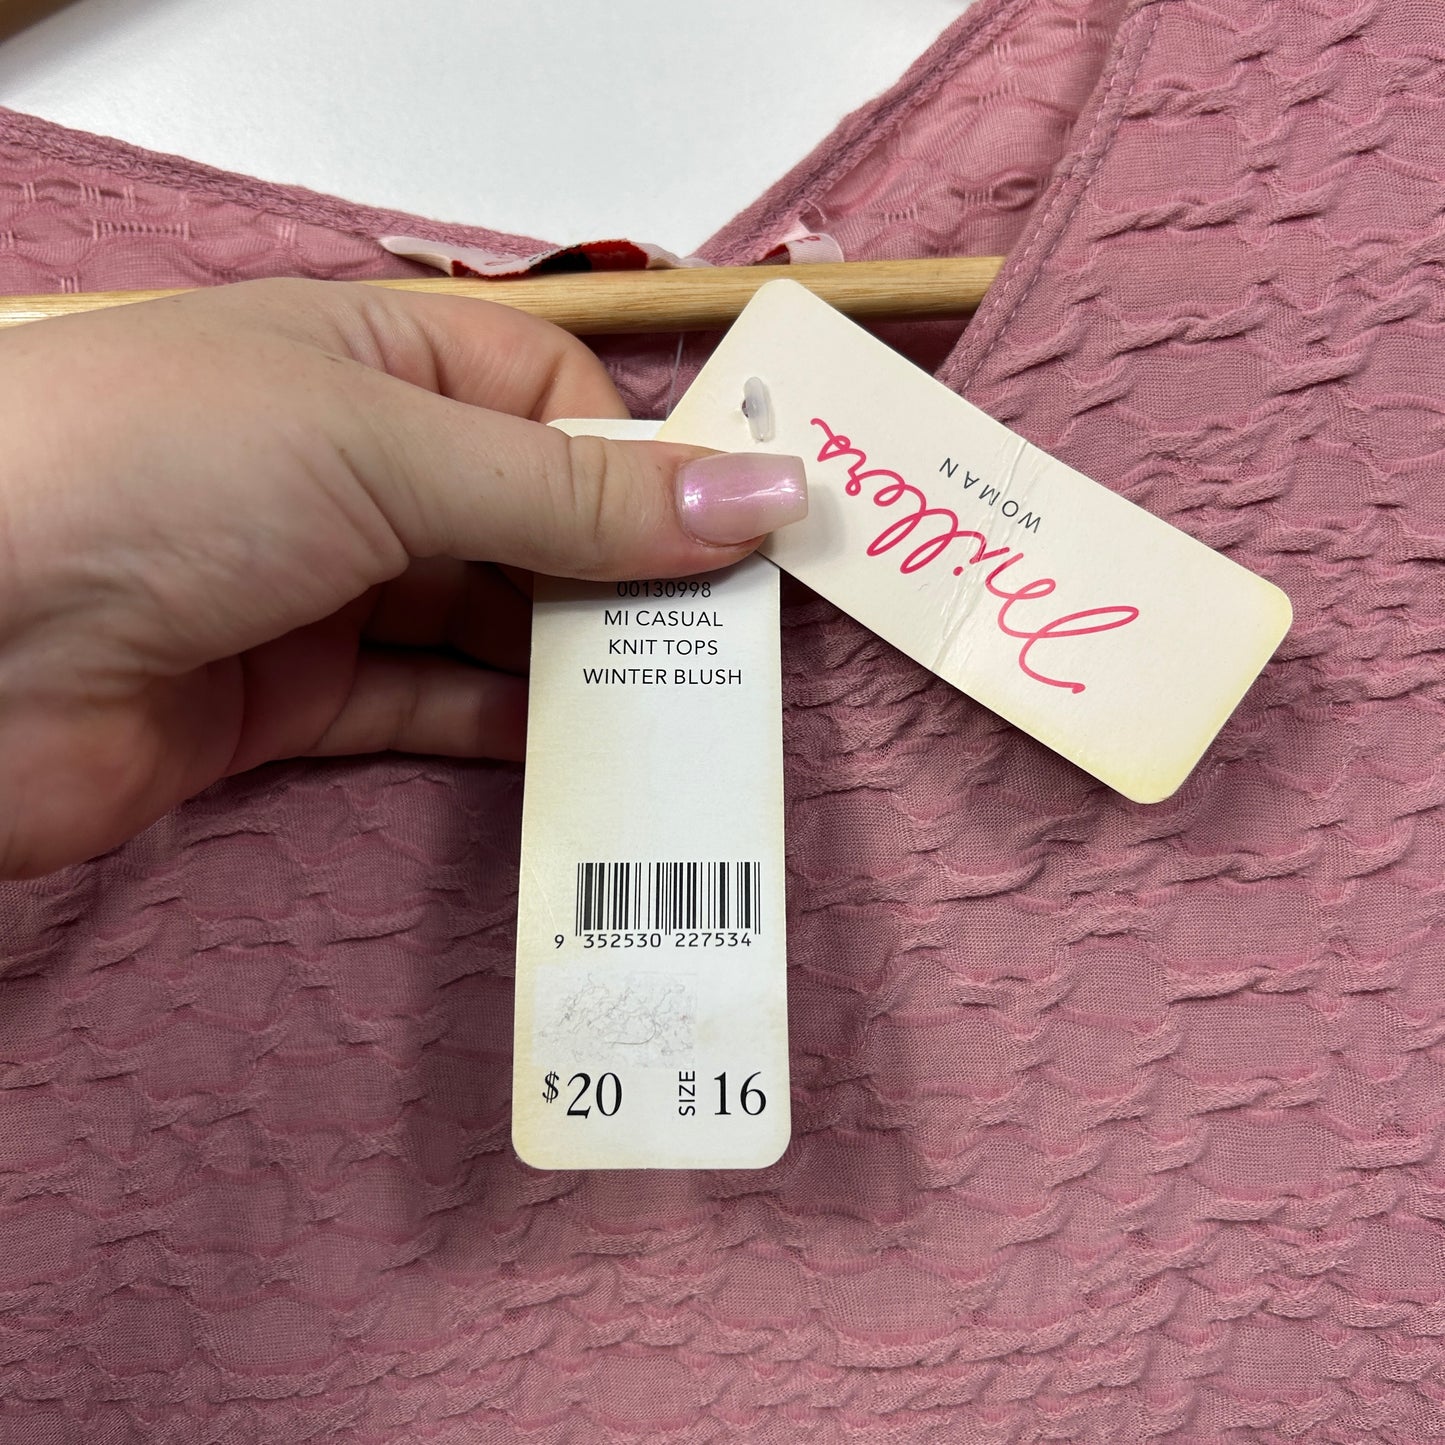 Millers
WOMAN
00130998
MI CASUAL
KNIT TOPS
WINTER BLUSH
9 352530 227534
$20 SIZE 16